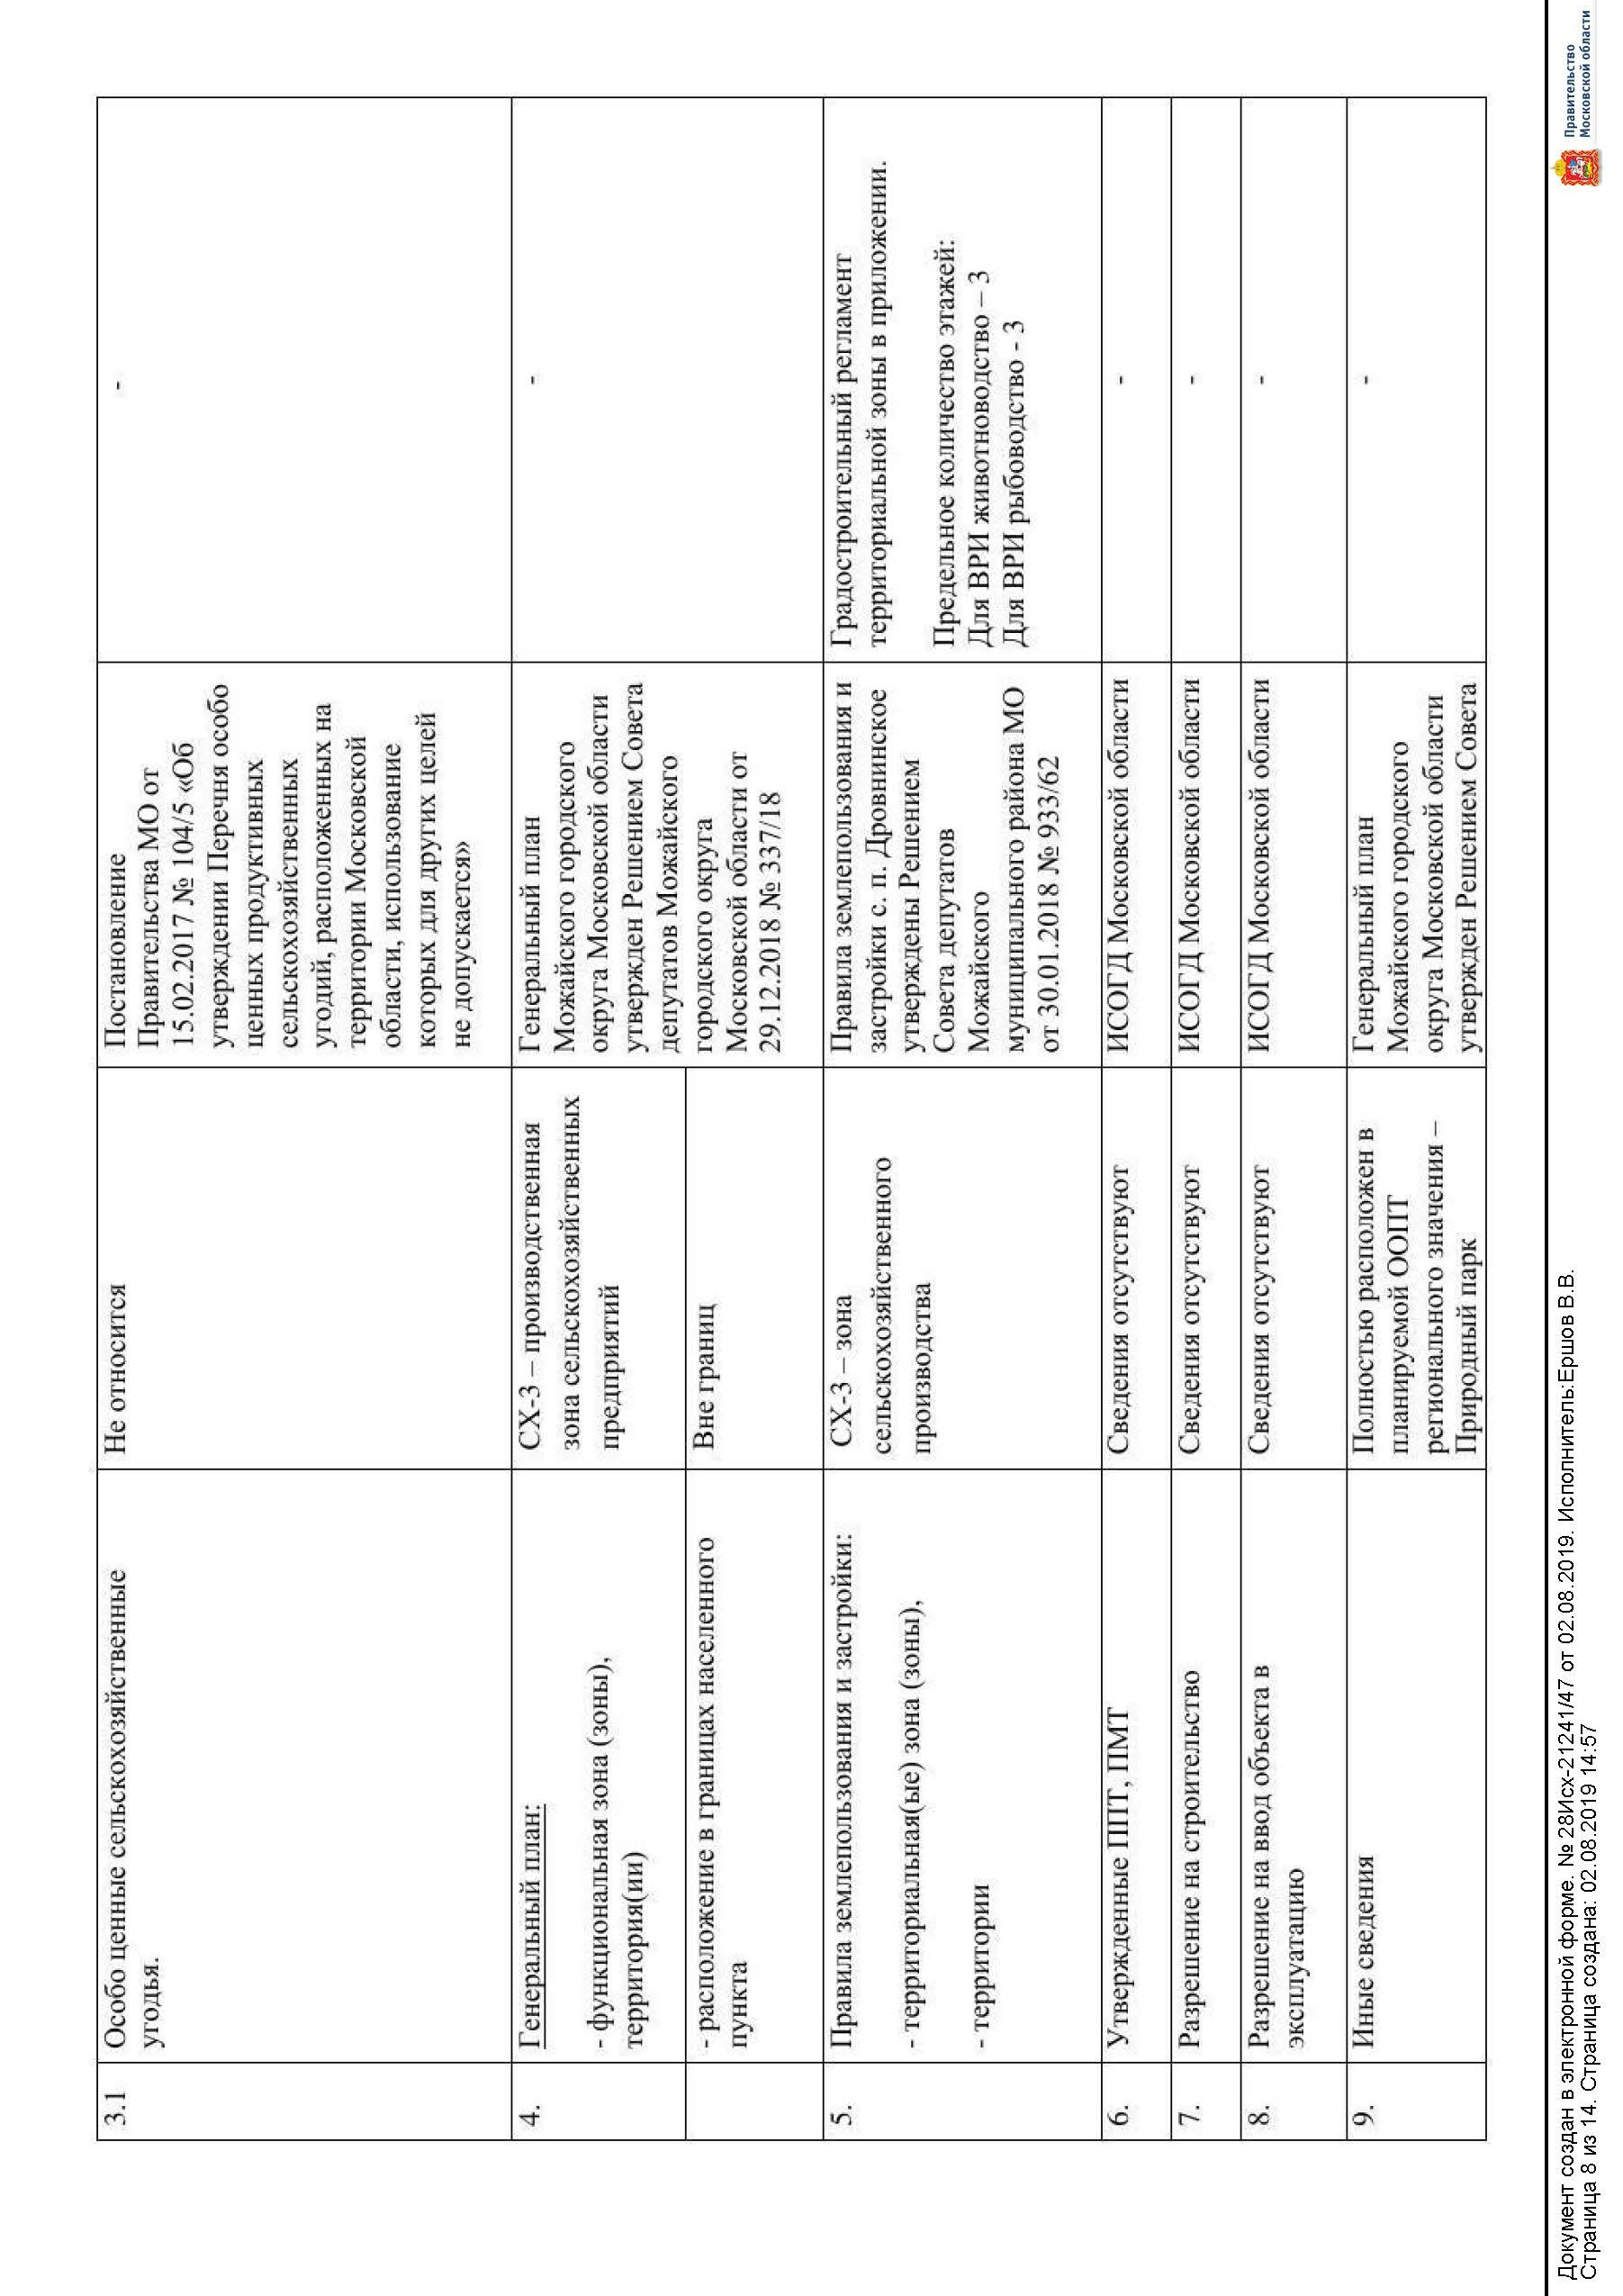 3.1
Особо ценные сельскохозяйственные
угодья.
Не относится
Постановление
Правительства МО от
15.02.2017 № 104/5 «Об
утверждении Перечня особо
ценных продуктивных
сельскохозяйственных
угодий, расположенных на
территории Московской
области, использование
которых для других целей
не допускается»
-
4.
Генеральный план:
- функциональная зона (зоны),
территория(ии)
СХ-3 – производственная
зона сельскохозяйственных
предприятий
Генеральный план
Можайского городского
округа Московской области
утвержден Решением Совета
депутатов Можайского
городского округа
Московской области от
29.12.2018 № 337/18
-
- расположение в границах населенного
пункта
Вне границ
5.
Правила землепользования и застройки:
- территориальная(ые) зона (зоны),
- территории
СХ-3 – зона
сельскохозяйственного
производства
Правила землепользования и
застройки с. п. Дровнинское
утверждены Решением
Совета депутатов
Можайского
муниципального района МО
от 30.01.2018 № 933/62
Градостроительный регламент
территориальной зоны в приложении.
Предельное количество этажей:
Для ВРИ животноводство – 3
Для ВРИ рыбоводство - 3
6.
Утвержденные ППТ, ПМТ
Сведения отсутствуют
ИСОГД Московской области
-
7.
Разрешение на строительство
Сведения отсутствуют
ИСОГД Московской области
-
8.
Разрешение на ввод объекта в
эксплуатацию
Сведения отсутствуют
ИСОГД Московской области
-
9.
Иные сведения
Полностью расположен в
планируемой ООПТ
регионального значения –
Природный парк
Генеральный план
Можайского городского
округа Московской области
утвержден Решением Совета
-
Документ создан в электронной форме. № 28Исх-21241/47 от 02.08.2019. Исполнитель:Ершов В.В.
Страница 8 из 14. Страница создана: 02.08.2019 14:57
Правительство
Московской области